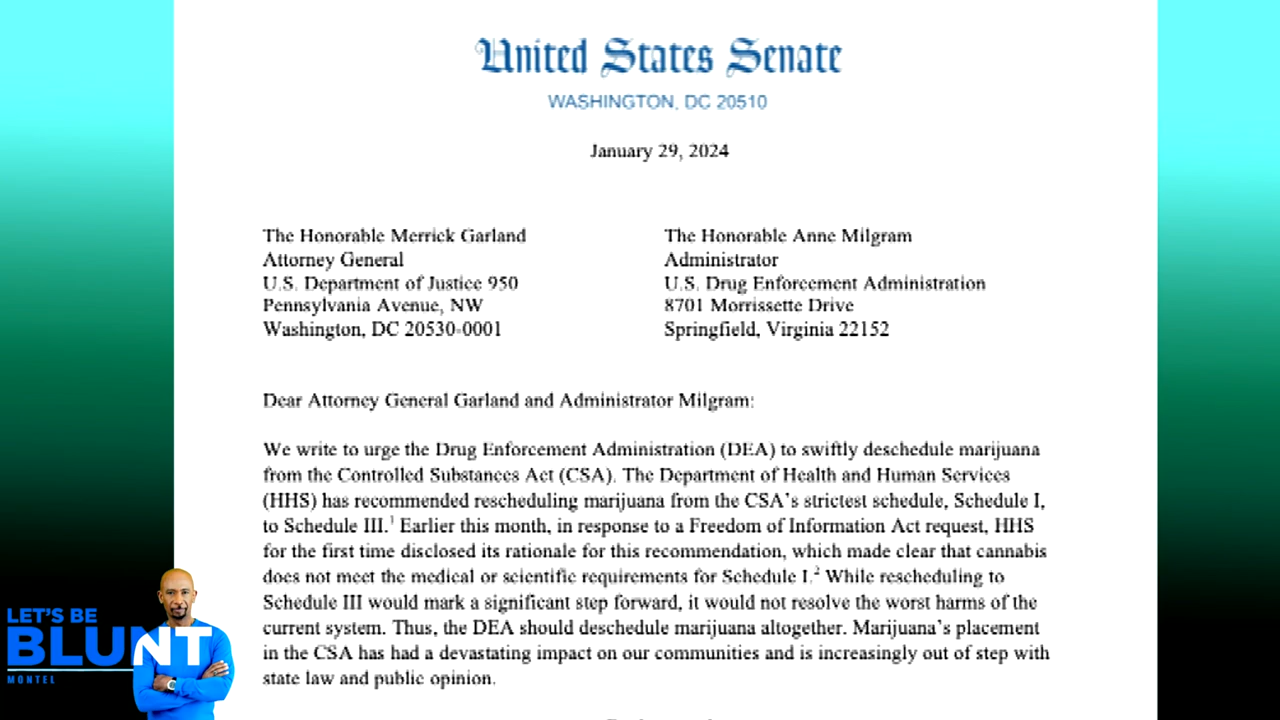 United States Senate
WASHINGTON, DC 20510
January 29, 2024
The Honorable Merrick Garland
Attorney General
U.S. Department of Justice 950
Pennsylvania Avenue, NW
Washington, DC 20530-0001
The Honorable Anne Milgram
Administrator
U.S. Drug Enforcement Administration
8701 Morrissette Drive
Springfield, Virginia 22152
Dear Attorney General Garland and Administrator Milgram:
We write to urge the Drug Enforcement Administration (DEA) to swiftly deschedule marijuana
from the Controlled Substances Act (CSA). The Department of Health and Human Services
(HHS) has recommended rescheduling marijuana from the CSA's strictest schedule, Schedule I,
to Schedule III.¹ Earlier this month, in response to a Freedom of Information Act request, HHS
for the first time disclosed its rationale for this recommendation, which made clear that cannabis
does not meet the medical or scientific requirements for Schedule I.² While rescheduling to
Schedule III would mark a significant step forward, it would not resolve the worst harms of the
current system. Thus, the DEA should deschedule marijuana altogether. Marijuana's placement
in the CSA has had a devastating impact on our communities and is increasingly out of step with
state law and public opinion.
LET'S BE
BLUNT
MONTEL